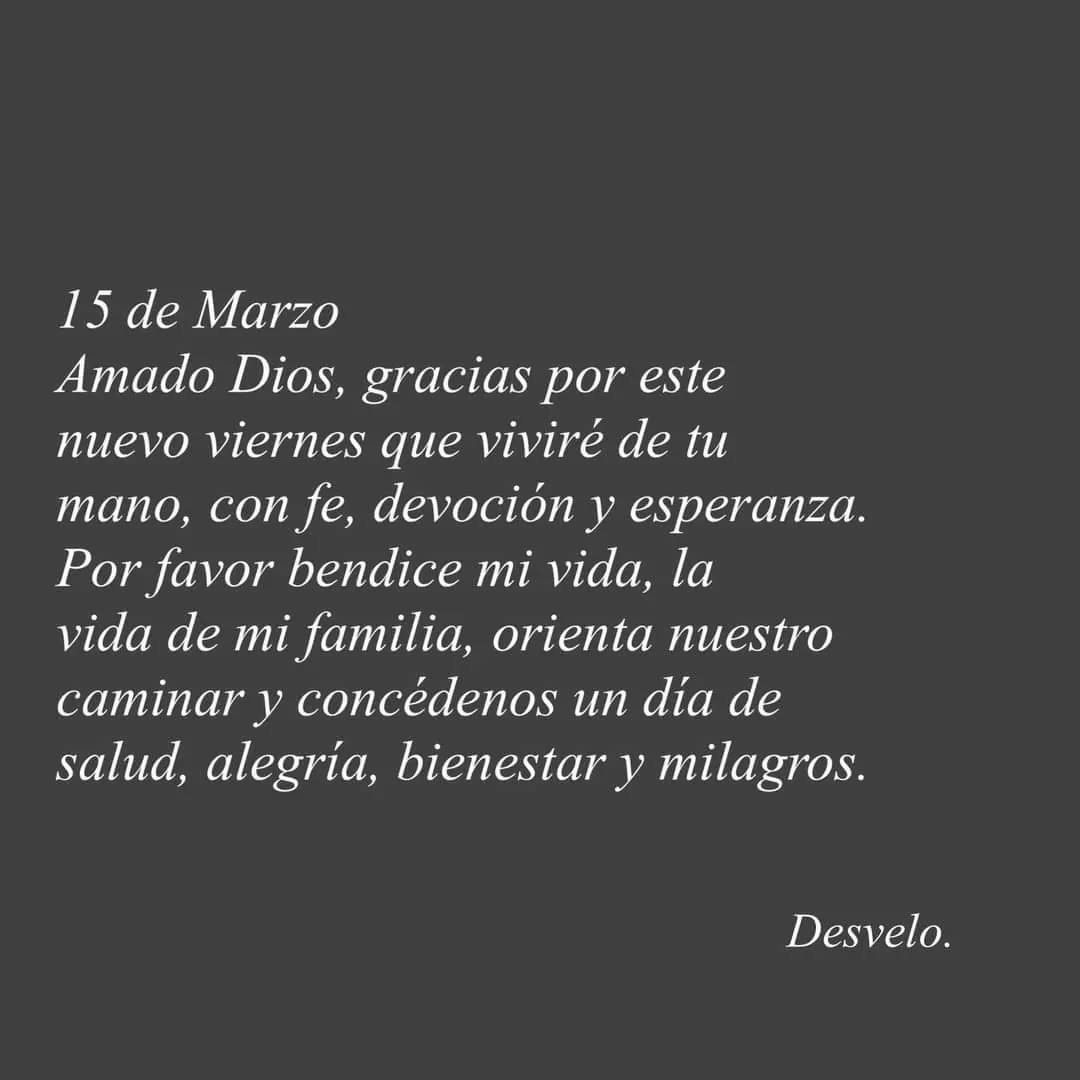 15 de Marzo
Amado Dios, gracias por este
nuevo viernes que viviré de tu
mano, con fe, devoción y esperanza.
Por favor bendice mi vida, la
vida de mi familia, orienta nuestro
caminar y concédenos un día de
salud, alegría, bienestar y milagros.
Desvelo.